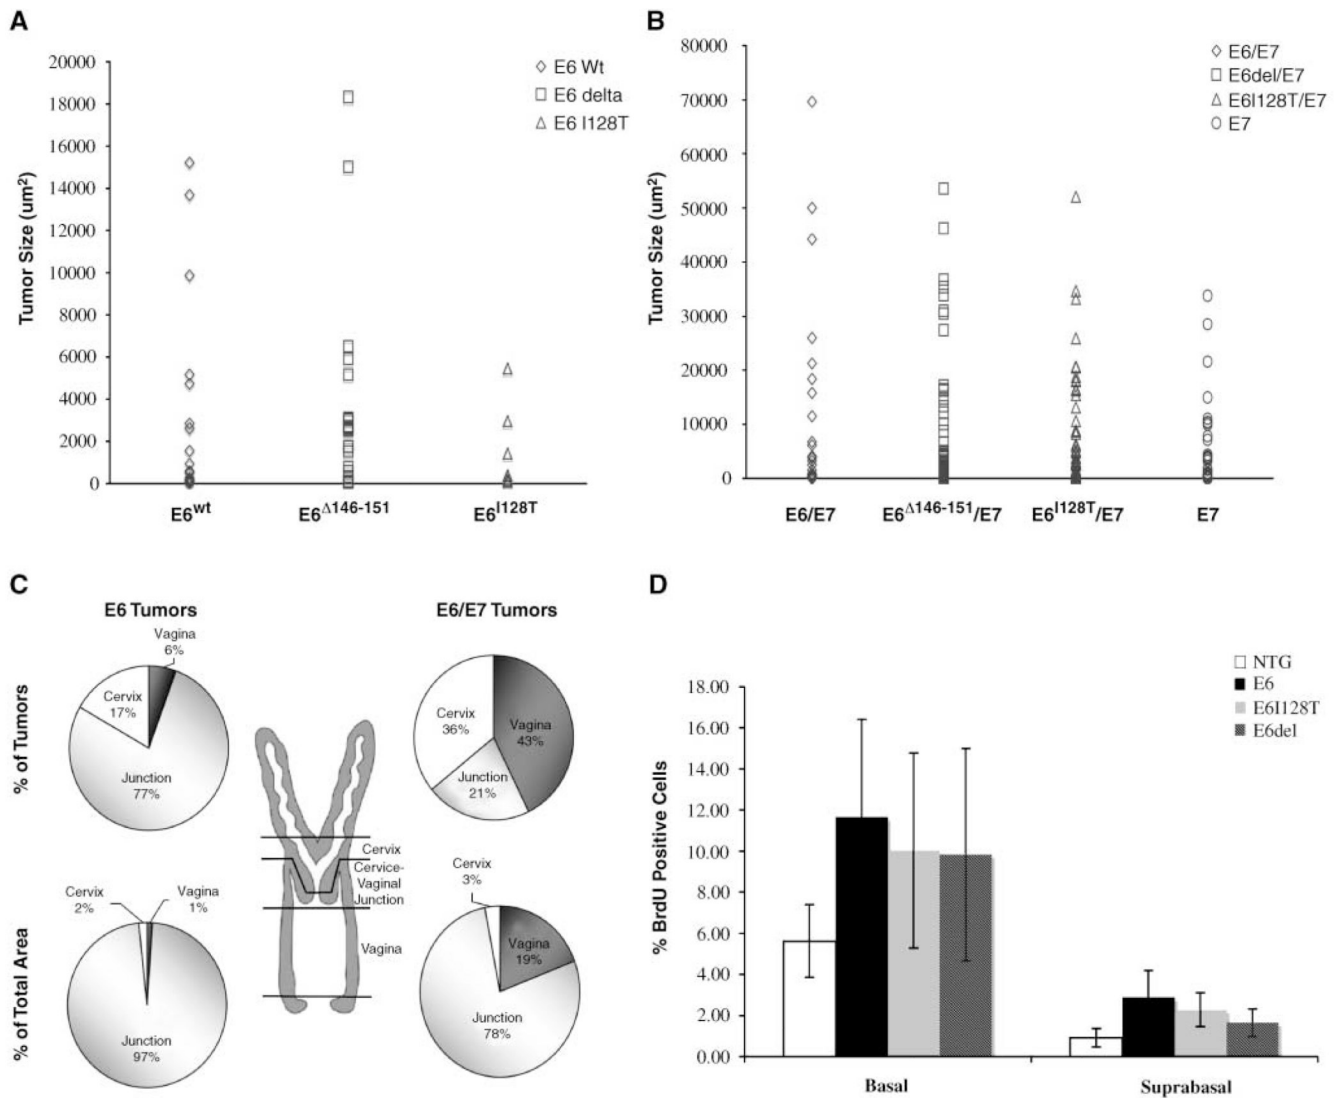 A
20000
18000
16000
14000
12000
10000
8000
6000
4000
2000
0
Tumor Size (um²)
E6 Wt
E6 delta
E6 I128T
E6^wt
E6^Δ146-151
E6^I128T
B
80000
70000
60000
50000
40000
30000
20000
10000
0
Tumor Size (um²)
E6/E7
E6del/E7
E6I128T/E7
E7
E6/E7
E6^Δ146-151/E7
E6^I128T/E7
E7
C
E6 Tumors
E6/E7 Tumors
% of Tumors
Vagina
6%
Cervix
17%
Junction
77%
Cervix
36%
Vagina
43%
Junction
21%
Cervix
Cervice-
Vaginal
Junction
Vagina
% of Total Area
Cervix
2%
Vagina
1%
Junction
97%
Cervix
3%
Vagina
19%
Junction
78%
D
NTG
E6
E6I128T
E6del
18.00
16.00
14.00
12.00
10.00
8.00
6.00
4.00
2.00
0.00
% BrdU Positive Cells
Basal
Suprabasal